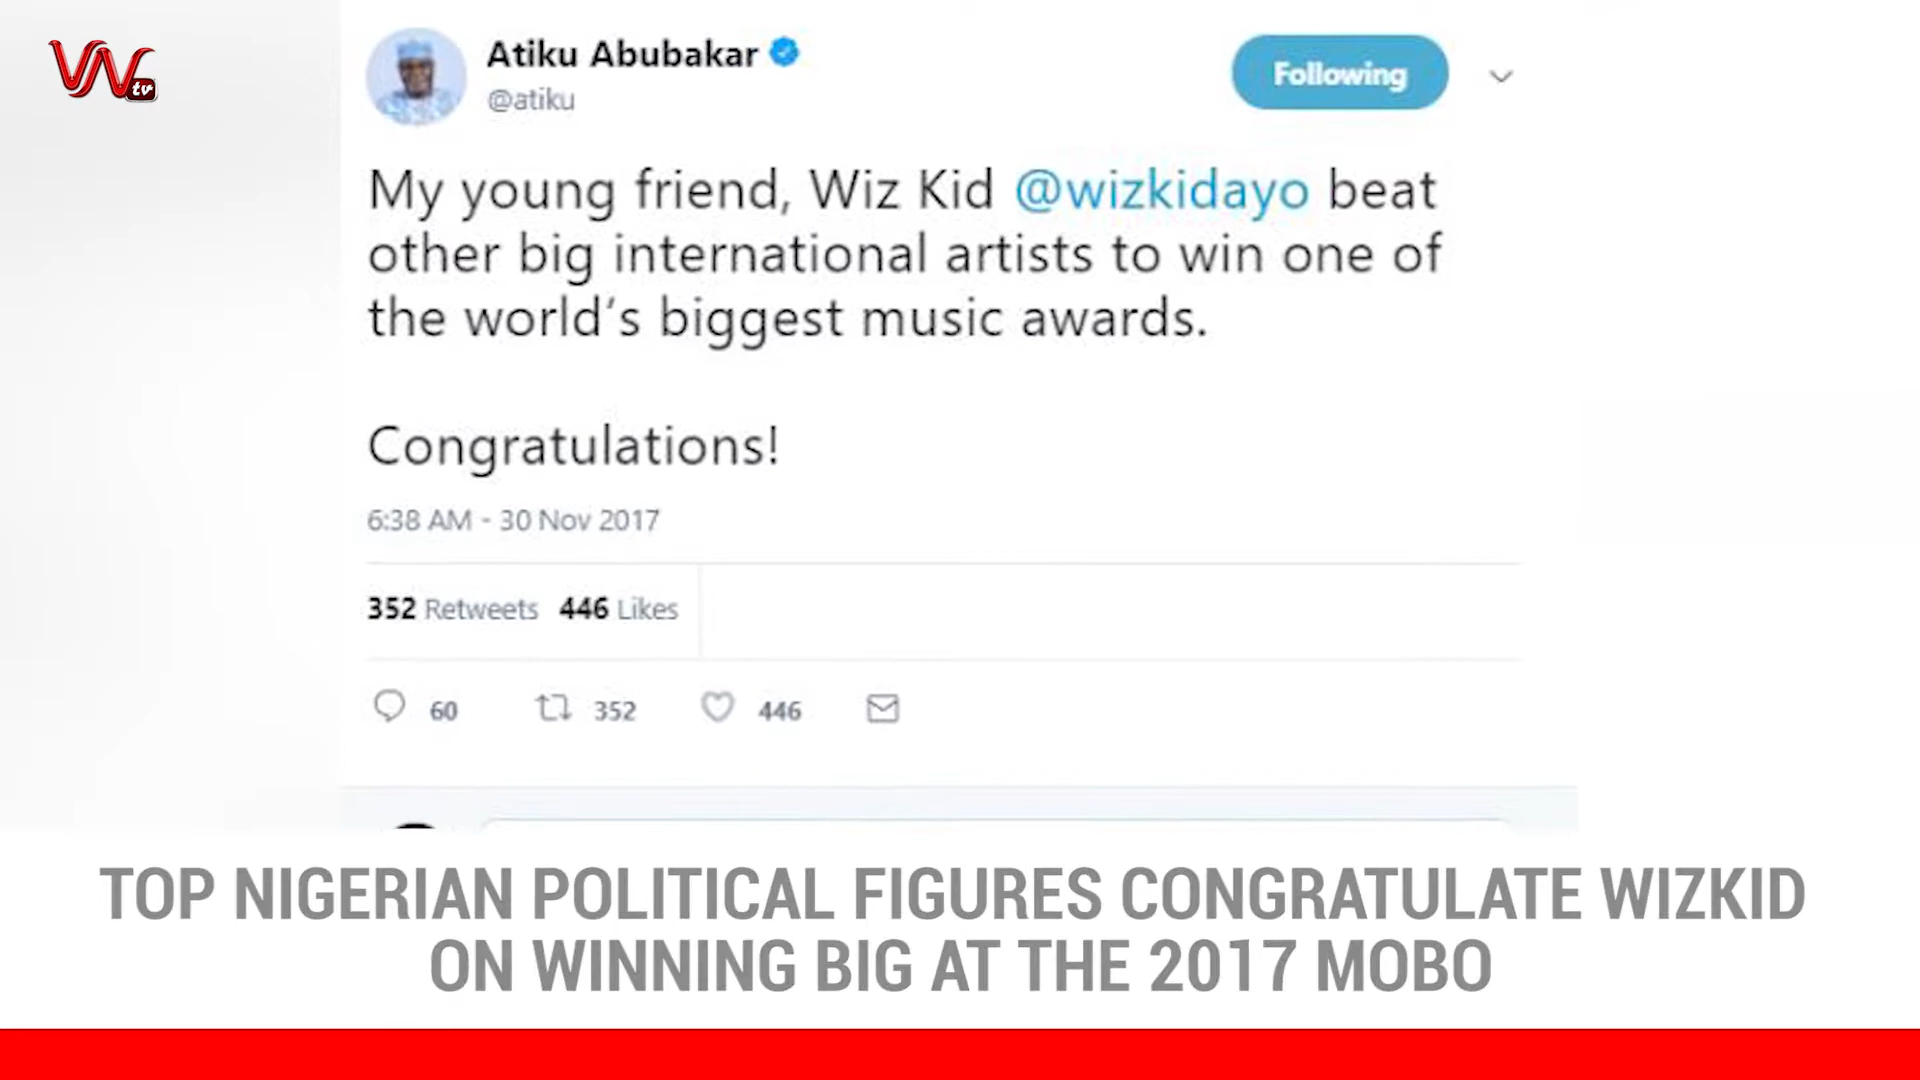 VN tv
Atiku Abubakar
@atiku
Following
My young friend, Wiz Kid @wizkidayo beat
other big international artists to win one of
the world's biggest music awards.
Congratulations!
6:38 AM - 30 Nov 2017
352 Retweets 446 Likes
60 352 446
TOP NIGERIAN POLITICAL FIGURES CONGRATULATE WIZKID
ON WINNING BIG AT THE 2017 MOBO